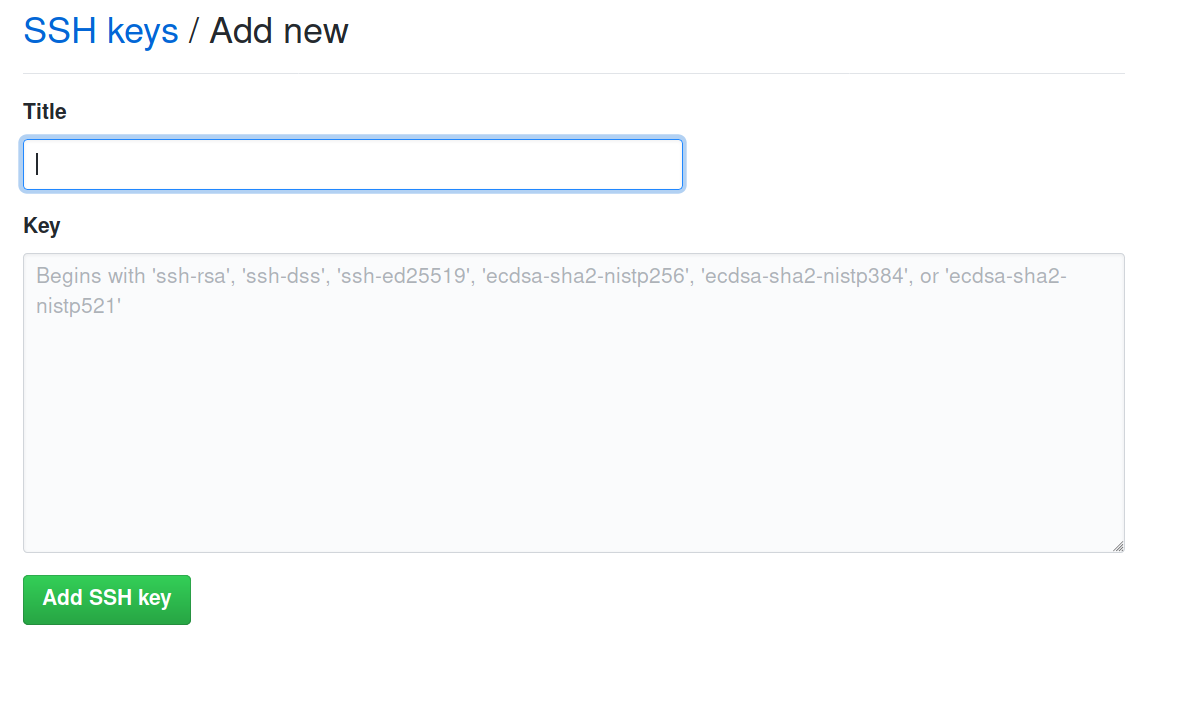 SSH keys / Add new
Title
Key
Begins with 'ssh-rsa', 'ssh-dss', 'ssh-ed25519', 'ecdsa-sha2-nistp256', 'ecdsa-sha2-nistp384', or 'ecdsa-sha2-
nistp521'
Add SSH key